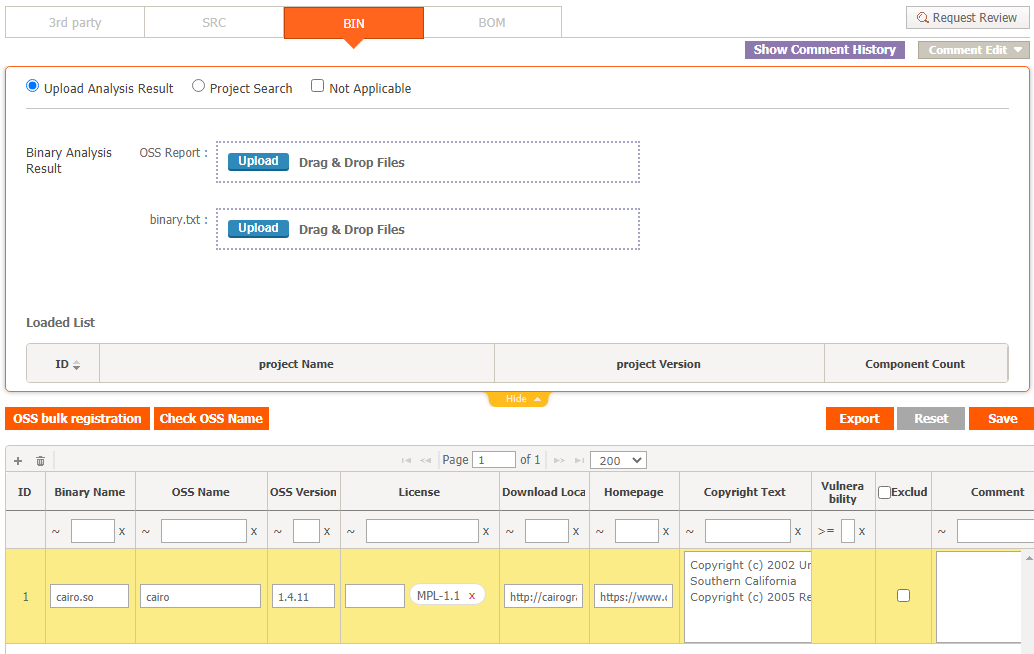 3rd party SRC BIN BOM Request Review
Show Comment History Comment Edit
Upload Analysis Result Project Search Not Applicable
Binary Analysis Result OSS Report : Upload Drag & Drop Files
binary.txt : Upload Drag & Drop Files
Loaded List
ID project Name project Version Component Count
Hide
OSS bulk registration Check OSS Name Export Reset Save
Page 1 of 1 200
ID Binary Name OSS Name OSS Version License Download Loca Homepage Copyright Text Vulnera bility Exclud Comment
~ x ~ x ~ x ~ x ~ x ~ x ~ x >= x ~
1 cairo.so cairo 1.4.11 MPL-1.1 x http://cairogra https://www.c
Copyright (c) 2002 Un
Southern California
Copyright (c) 2005 Re